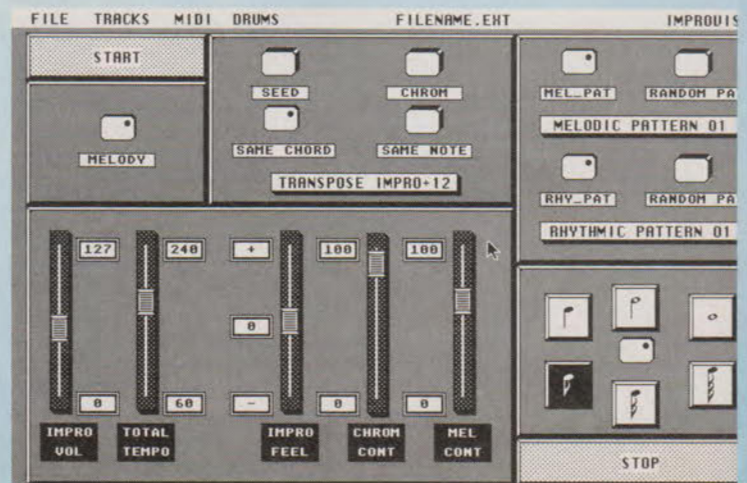 FILE TRACKS MIDI DRUMS FILENAME.EXT
START
MELODY
SEED CHROM
SAME CHORD SAME NOTE
TRANSPOSE IMPRO+12
MEL_PAT RANDOM
MELODIC PATTERN 01
RHY_PAT RANDOM
RHYTHMIC PATTERN 01
127 240 + 100 100
0
0 60 - 0 0
IMPRO VOL
TOTAL TEMPO
IMPRO FEEL
CHROM CONT
MEL CONT
STOP